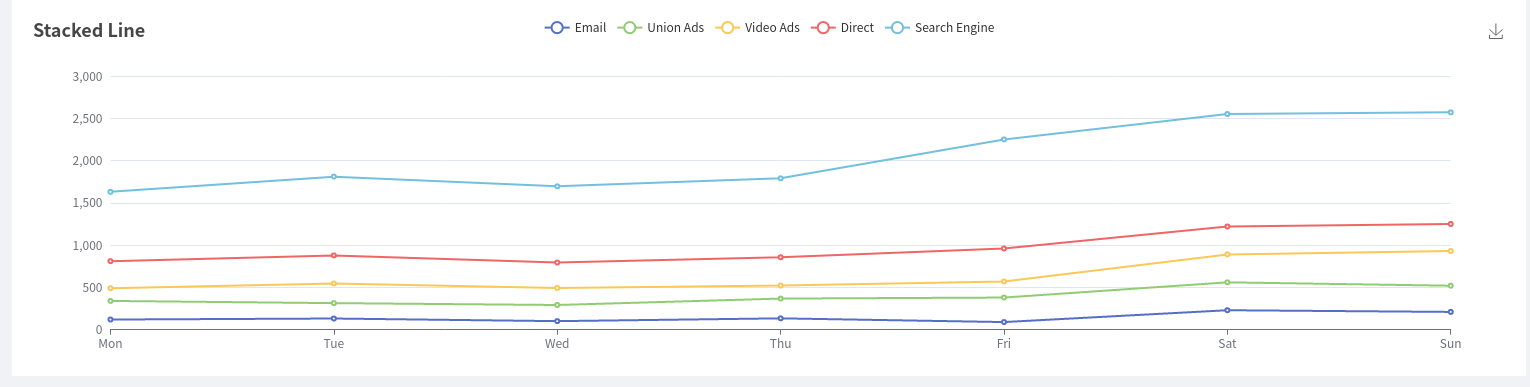 Stacked Line
Email Union Ads Video Ads Direct Search Engine
3,000
2,500
2,000
1,500
1,000
500
0
Mon Tue Wed Thu Fri Sat Sun